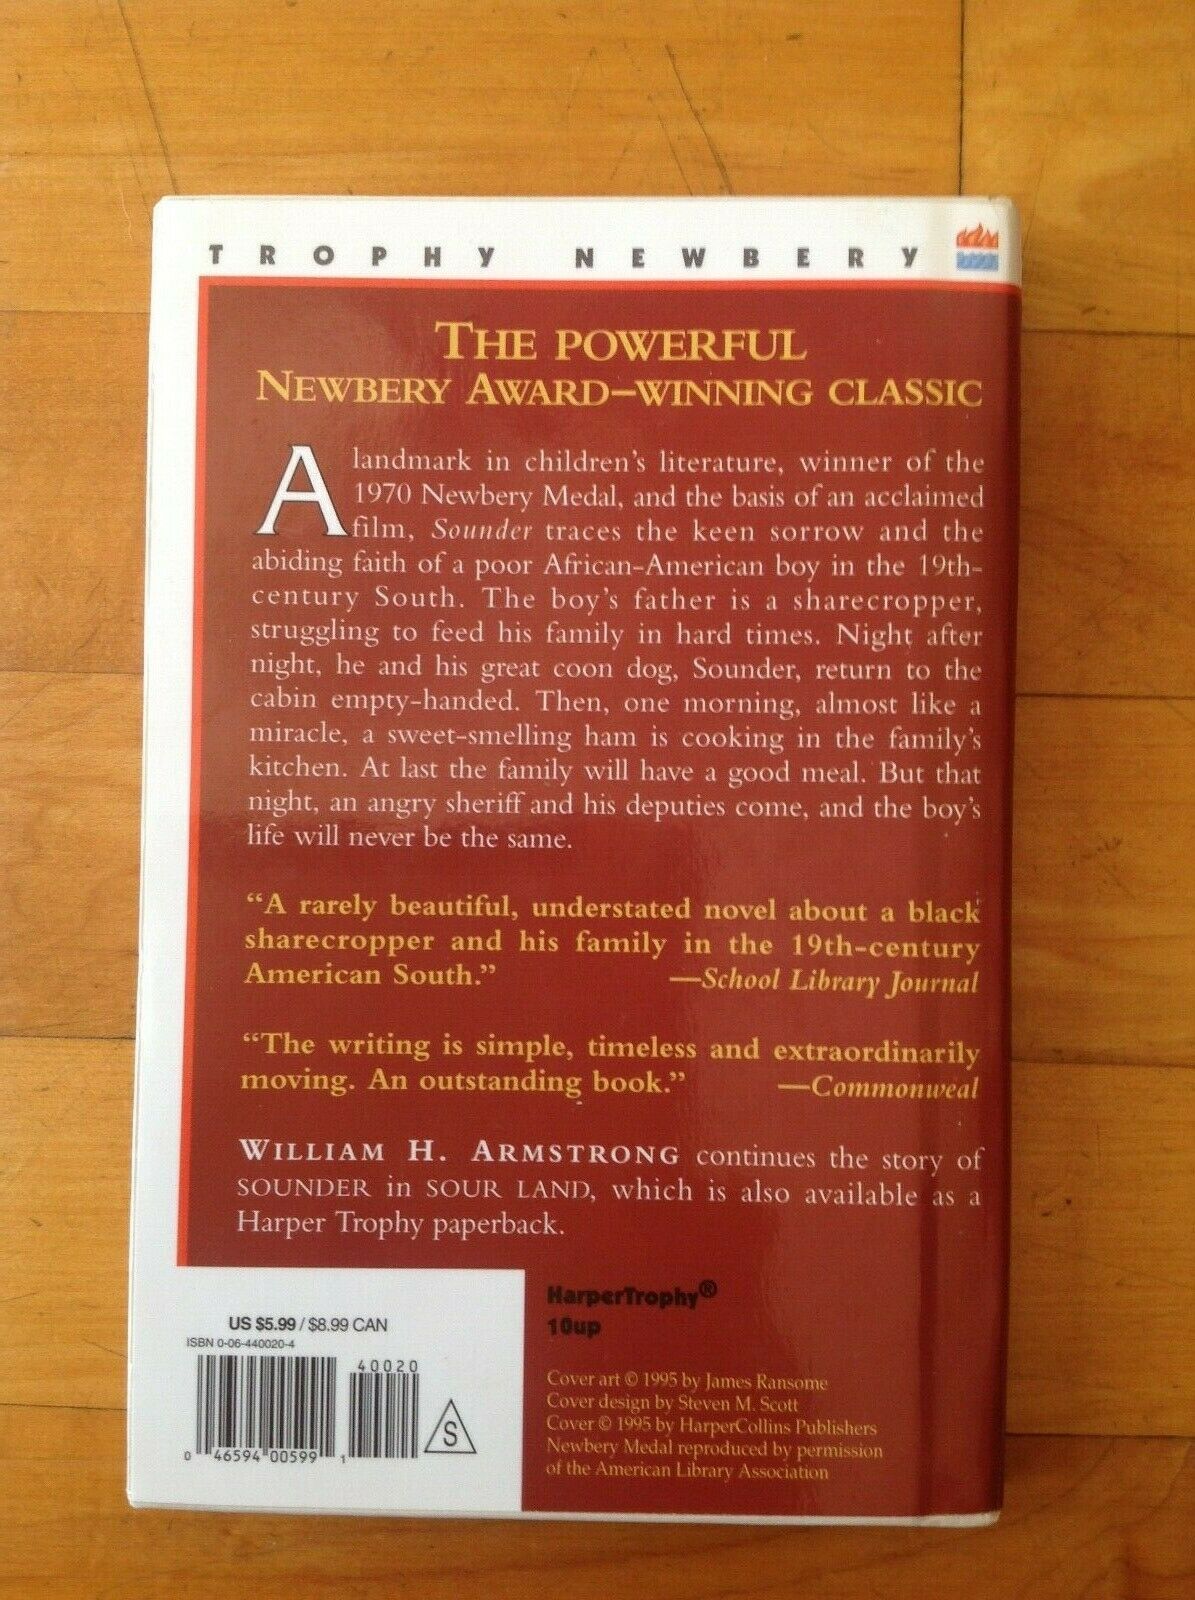 TROPHY NEWBERY
THE POWERFUL
NEWBERY AWARD–WINNING CLASSIC
A landmark in children's literature, winner of the
1970 Newbery Medal, and the basis of an acclaimed
film, Sounder traces the keen sorrow and the
abiding faith of a poor African-American boy in the 19th-
century South. The boy's father is a sharecropper,
struggling to feed his family in hard times. Night after
night, he and his great coon dog, Sounder, return to the
cabin empty-handed. Then, one morning, almost like a
miracle, a sweet-smelling ham is cooking in the family's
kitchen. At last the family will have a good meal. But that
night, an angry sheriff and his deputies come, and the boy's
life will never be the same.
“A rarely beautiful, understated novel about a black
sharecropper and his family in the 19th-century
American South.” —School Library Journal
“The writing is simple, timeless and extraordinarily
moving. An outstanding book.” —Commonweal
WILLIAM H. ARMSTRONG continues the story of
SOUNDER in SOUR LAND, which is also available as a
Harper Trophy paperback.
HarperTrophy®
10up
US $5.99 / $8.99 CAN
ISBN 0-06-440020-4
40020
0 46594 00599 1
S
Cover art © 1995 by James Ransome
Cover design by Steven M. Scott
Cover © 1995 by HarperCollins Publishers
Newbery Medal reproduced by permission
of the American Library Association